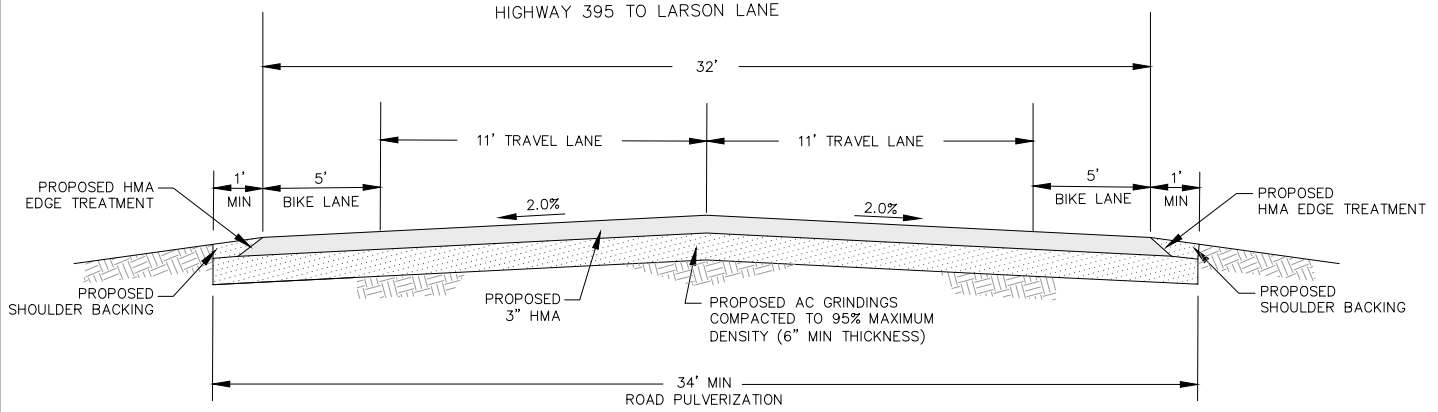 HIGHWAY 395 TO LARSON LANE
32'
11' TRAVEL LANE
11' TRAVEL LANE
1'
MIN
5'
BIKE LANE
5'
BIKE LANE
1'
MIN
PROPOSED HMA
EDGE TREATMENT
PROPOSED
HMA EDGE TREATMENT
2.0%
2.0%
PROPOSED
SHOULDER BACKING
PROPOSED
3" HMA
PROPOSED AC GRINDINGS
COMPACTED TO 95% MAXIMUM
DENSITY (6" MIN THICKNESS)
PROPOSED
SHOULDER BACKING
34' MIN
ROAD PULVERIZATION